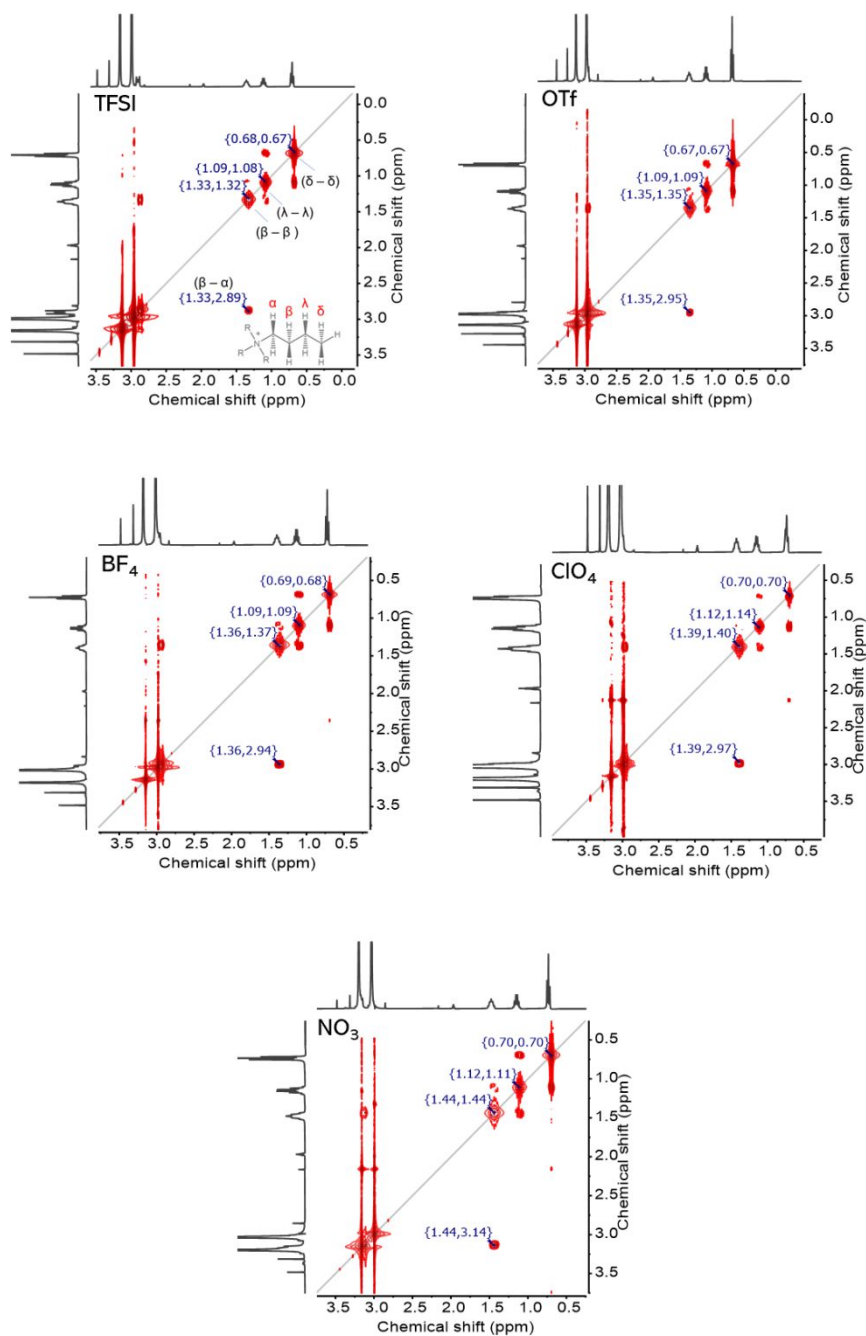 TFSI
0.0
0.5
1.0
1.5
2.0
2.5
3.0
3.5
Chemical shift (ppm)
{0.68,0.67}
{1.09,1.08}
{1.33,1.32}
(δ – δ)
(λ – λ)
(β – β )
(β – α)
{1.33,2.89}
α β λ δ
H H H H
H
N+
R
R
R
H H H H
3.5 3.0 2.5 2.0 1.5 1.0 0.5 0.0
Chemical shift (ppm)
OTf
0.0
0.5
1.0
1.5
2.0
2.5
3.0
3.5
Chemical shift (ppm)
{0.67,0.67}
{1.09,1.09}
{1.35,1.35}
{1.35,2.95}
3.5 3.0 2.5 2.0 1.5 1.0 0.5 0.0
Chemical shift (ppm)
BF4
0.5
1.0
1.5
2.0
2.5
3.0
3.5
Chemical shift (ppm)
{0.69,0.68}
{1.09,1.09}
{1.36,1.37}
{1.36,2.94}
3.5 3.0 2.5 2.0 1.5 1.0 0.5
Chemical shift (ppm)
ClO4
0.5
1.0
1.5
2.0
2.5
3.0
3.5
Chemical shift (ppm)
{0.70,0.70}
{1.12,1.14}
{1.39,1.40}
{1.39,2.97}
3.5 3.0 2.5 2.0 1.5 1.0 0.5
Chemical shift (ppm)
NO3
0.5
1.0
1.5
2.0
2.5
3.0
3.5
Chemical shift (ppm)
{0.70,0.70}
{1.12,1.11}
{1.44,1.44}
{1.44,3.14}
3.5 3.0 2.5 2.0 1.5 1.0 0.5
Chemical shift (ppm)